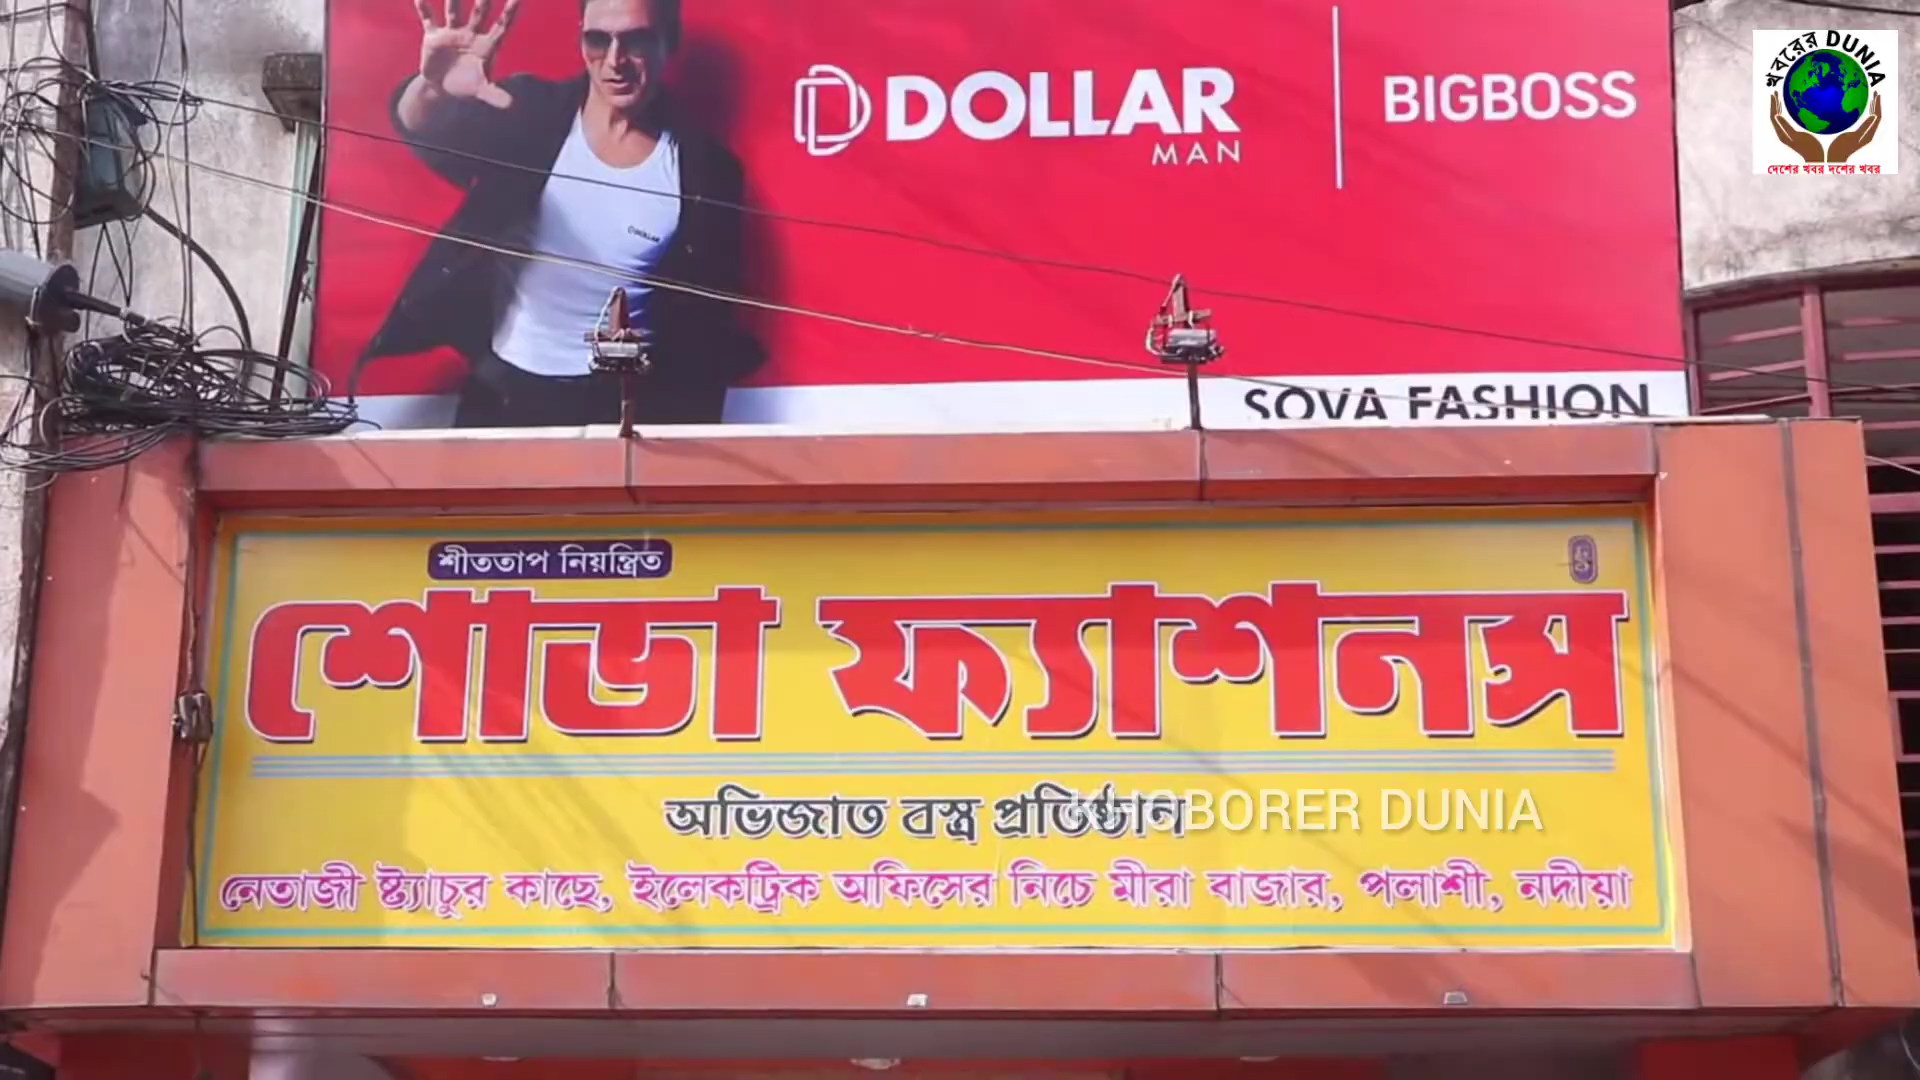 DOLLAR
MAN
BIGBOSS
খবরের DUNIA
দেশের খবর দশের খবর
DOLLAR
SOVA FASHION
শীততাপ নিয়ন্ত্রিত
শোভা ফ্যাশনস
অভিজাত বস্ত্র প্রতিষ্ঠান
KHOBORER DUNIA
নেতাজী ষ্ট্যাচুর কাছে, ইলেকট্রিক অফিসের নিচে মীরা বাজার, পলাশী, নদীয়া